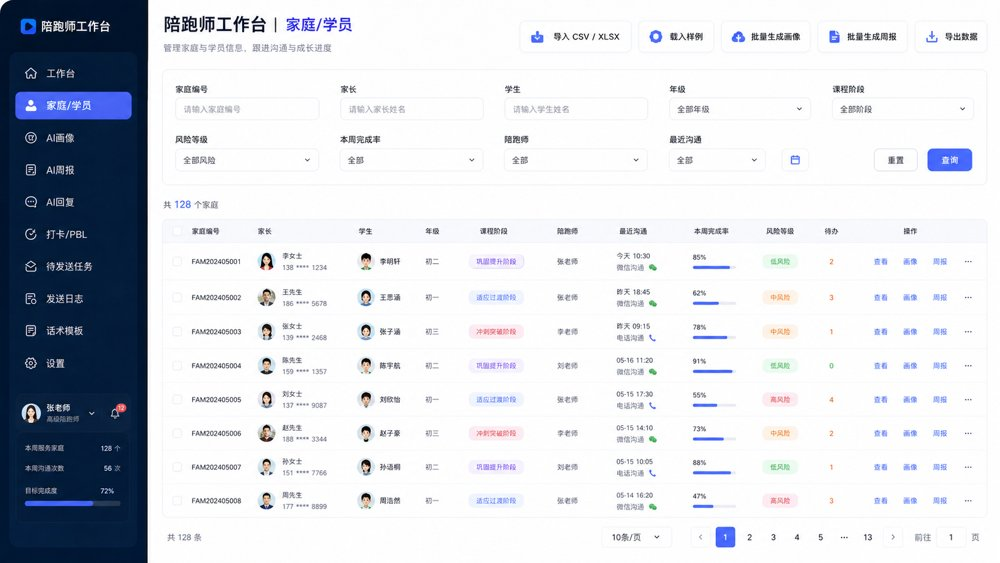 陪跑师工作台
工作台
家庭/学员
AI画像
AI周报
AI回复
打卡/PBL
待发送任务
发送日志
话术模板
设置
张老师
高级陪跑师
12
本周服务家庭 128 个
本周沟通次数 56 次
目标完成度 72%
陪跑师工作台 | 家庭/学员
管理家庭与学员信息，跟进沟通与成长进度
导入 CSV / XLSX
载入样例
批量生成画像
批量生成周报
导出数据
家庭编号 家长 学生 年级 课程阶段
请输入家庭编号 请输入家长姓名 请输入学生姓名 全部年级 全部阶段
风险等级 本周完成率 陪跑师 最近沟通
全部风险 全部 全部 全部 重置 查询
共 128 个家庭
家庭编号 家长 学生 年级 课程阶段 陪跑师 最近沟通 本周完成率 风险等级 待办 操作
FAM202405001 李女士 138 **** 1234 李明轩 初二 巩固提升阶段 张老师 今天 10:30 微信沟通 85% 低风险 2 查看 画像 周报 ···
FAM202405002 王先生 186 **** 5678 王思涵 初一 适应过渡阶段 张老师 昨天 18:45 微信沟通 62% 中风险 3 查看 画像 周报 ···
FAM202405003 张女士 139 **** 2468 张子涵 初三 冲刺突破阶段 李老师 昨天 09:15 电话沟通 78% 中风险 1 查看 画像 周报 ···
FAM202405004 陈先生 159 **** 1357 陈宇航 初二 巩固提升阶段 刘老师 05-16 11:20 微信沟通 91% 低风险 0 查看 画像 周报 ···
FAM202405005 刘女士 137 **** 9087 刘欣怡 初一 适应过渡阶段 张老师 05-15 17:30 电话沟通 55% 高风险 4 查看 画像 周报 ···
FAM202405006 赵先生 188 **** 3344 赵子豪 初三 冲刺突破阶段 李老师 05-15 14:10 微信沟通 73% 中风险 2 查看 画像 周报 ···
FAM202405007 孙女士 151 **** 7766 孙语桐 初二 巩固提升阶段 刘老师 05-15 10:05 电话沟通 88% 低风险 1 查看 画像 周报 ···
FAM202405008 周先生 177 **** 8899 周浩然 初一 适应过渡阶段 张老师 05-14 16:20 微信沟通 47% 高风险 3 查看 画像 周报 ···
共 128 条 10条/页 1 2 3 4 5 ··· 13 前往 1 页